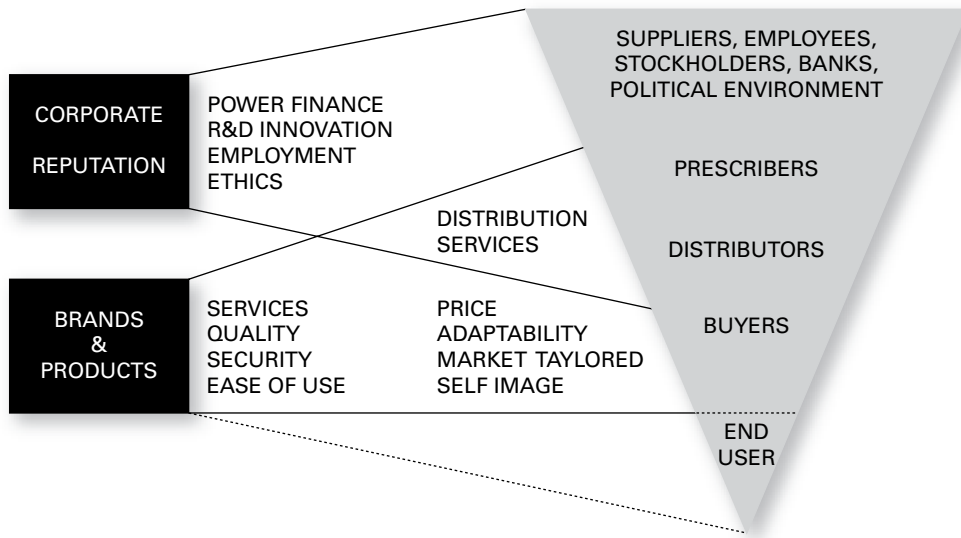 CORPORATE
REPUTATION
POWER FINANCE
R&D INNOVATION
EMPLOYMENT
ETHICS
DISTRIBUTION
SERVICES
BRANDS
&
PRODUCTS
SERVICES
QUALITY
SECURITY
EASE OF USE
PRICE
ADAPTABILITY
MARKET TAYLORED
SELF IMAGE
SUPPLIERS, EMPLOYEES,
STOCKHOLDERS, BANKS,
POLITICAL ENVIRONMENT
PRESCRIBERS
DISTRIBUTORS
BUYERS
END
USER